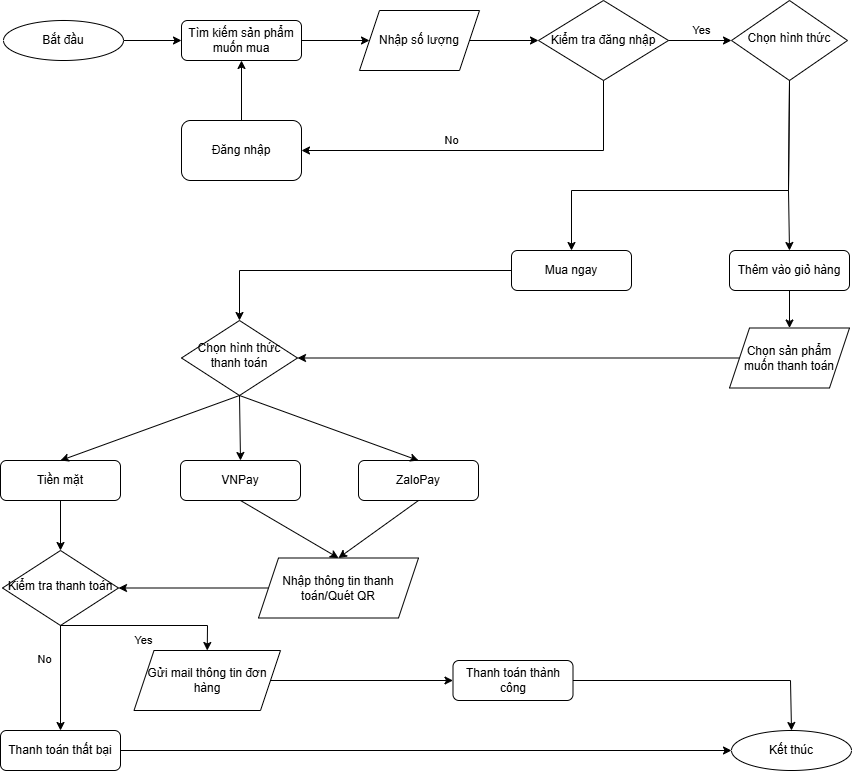 Bắt đầu
Tìm kiếm sản phẩm
muốn mua
Nhập số lượng
Kiểm tra đăng nhập
Yes
Chọn hình thức
Đăng nhập
No
Mua ngay
Thêm vào giỏ hàng
Chọn hình thức
thanh toán
Chọn sản phẩm
muốn thanh toán
Tiền mặt
VNPay
ZaloPay
Kiểm tra thanh toán
Nhập thông tin thanh
toán/Quét QR
Yes
No
Gửi mail thông tin đơn
hàng
Thanh toán thành
công
Thanh toán thất bại
Kết thúc